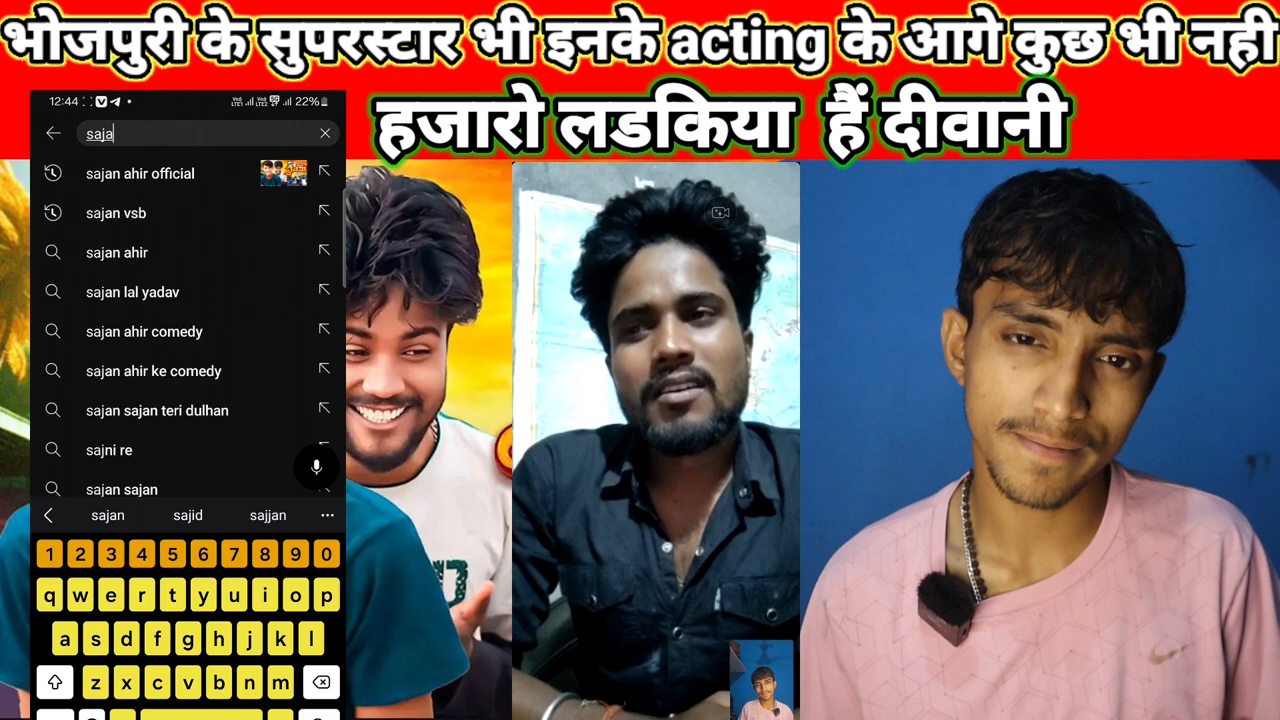 भोजपुरी के सुपरस्टार भी इनके acting के आगे कुछ भी नही
हजारो लडकिया हैं दीवानी
12:44 22%
saja
sajan ahir official
sajan vsb
sajan ahir
sajan lal yadav
sajan ahir comedy
sajan ahir ke comedy
sajan sajan teri dulhan
sajni re
sajan sajan
sajan sajid sajjan
1 2 3 4 5 6 7 8 9 0
q w e r t y u i o p
a s d f g h j k l
z x c v b n m